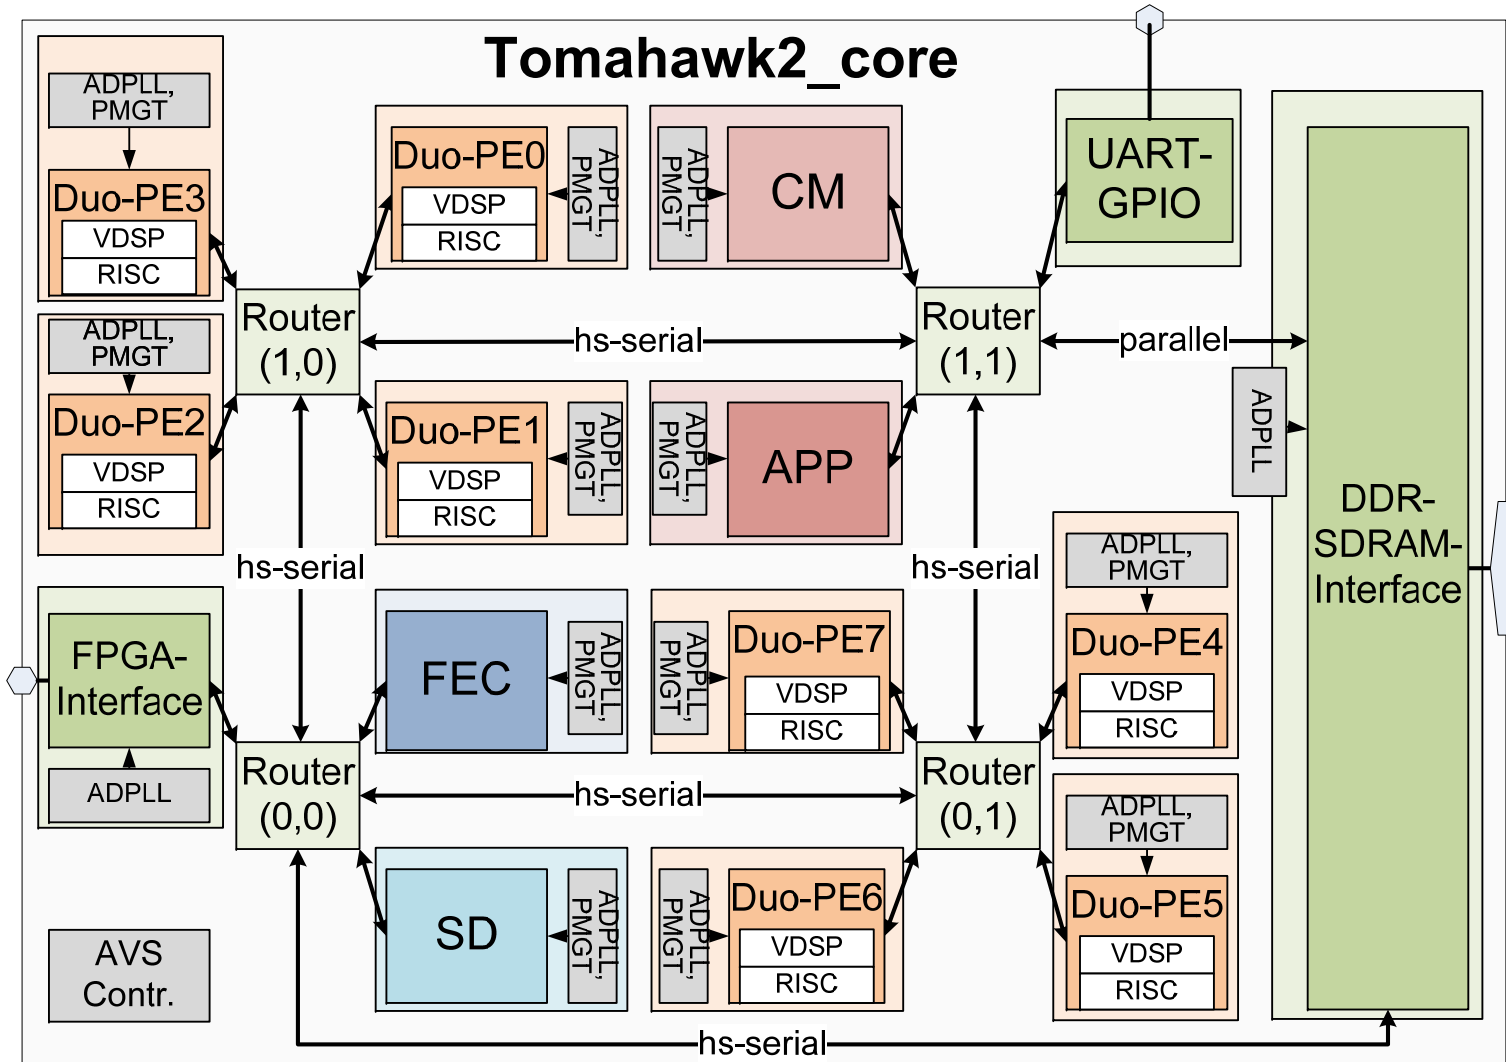 Tomahawk2_core
ADPLL,
PMGT
Duo-PE3
VDSP
RISC
Duo-PE0
VDSP
RISC
ADPLL,
PMGT
ADPLL,
PMGT
CM
UART-
GPIO
Router
(1,0)
hs-serial
Router
(1,1)
parallel
ADPLL,
PMGT
Duo-PE2
VDSP
RISC
Duo-PE1
VDSP
RISC
ADPLL,
PMGT
ADPLL,
PMGT
APP
ADPLL
DDR-
SDRAM-
Interface
hs-serial
hs-serial
FPGA-
Interface
ADPLL
FEC
ADPLL,
PMGT
ADPLL,
PMGT
Duo-PE7
VDSP
RISC
ADPLL,
PMGT
Duo-PE4
VDSP
RISC
Router
(0,0)
hs-serial
Router
(0,1)
SD
ADPLL,
PMGT
ADPLL,
PMGT
Duo-PE6
VDSP
RISC
ADPLL,
PMGT
Duo-PE5
VDSP
RISC
AVS
Contr.
hs-serial